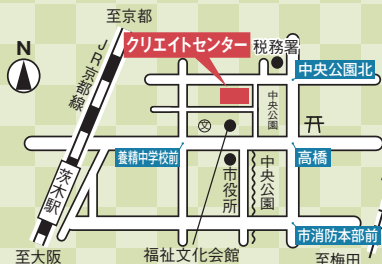 至京都
N
JR京都線
クリエイトセンター
税務署
中央公園北
中央公園
文
養精中学校前
高橋
茨木駅
市役所
中央公園
市消防本部前
至大阪
福祉文化会館
至梅田